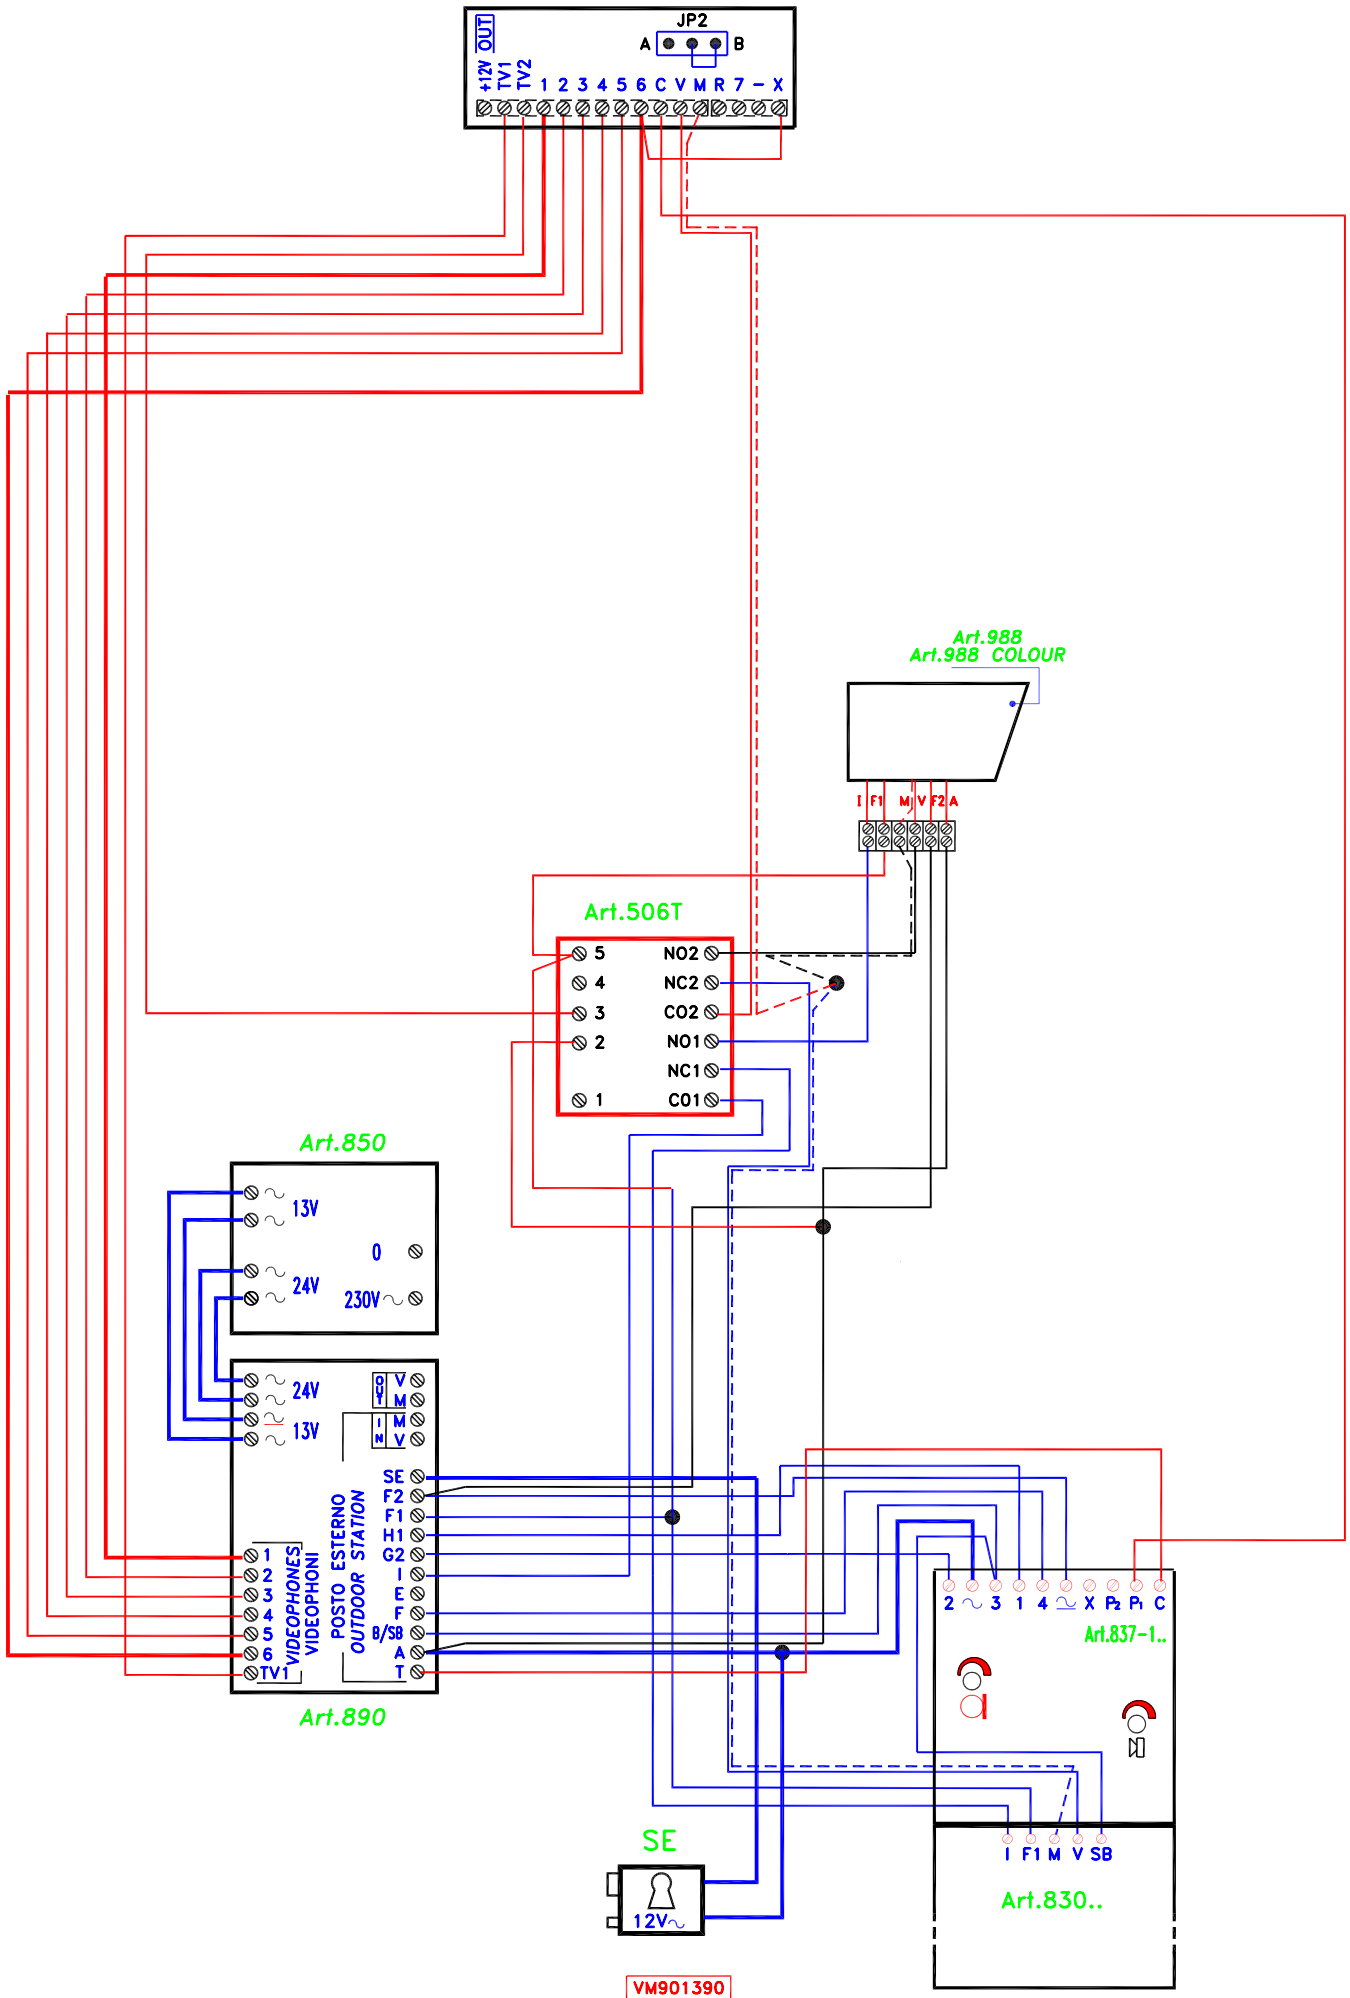 JP2
A B
OUT
+12V TV1 TV2 1 2 3 4 5 6 C V M R 7 - X
Art.988
Art.988 COLOUR
I F1 M V F2 A
Art.506T
5 NO2
4 NC2
3 CO2
2 NO1
NC1
1 CO1
Art.850
13V
0
24V
230V
24V
13V
OUT V
M
IN M
V
SE
F2
F1
H1
G2
I
E
F
B/SB
A
T
POSTO ESTERNO
OUTDOOR STATION
1
2
3
4
5
6
TV1
VIDEOPHONES
VIDEOPHONI
Art.890
2 ~ 3 1 4 X P2 P1 C
Art.837-1..
I F1 M V SB
Art.830..
SE
12V~
VM901390